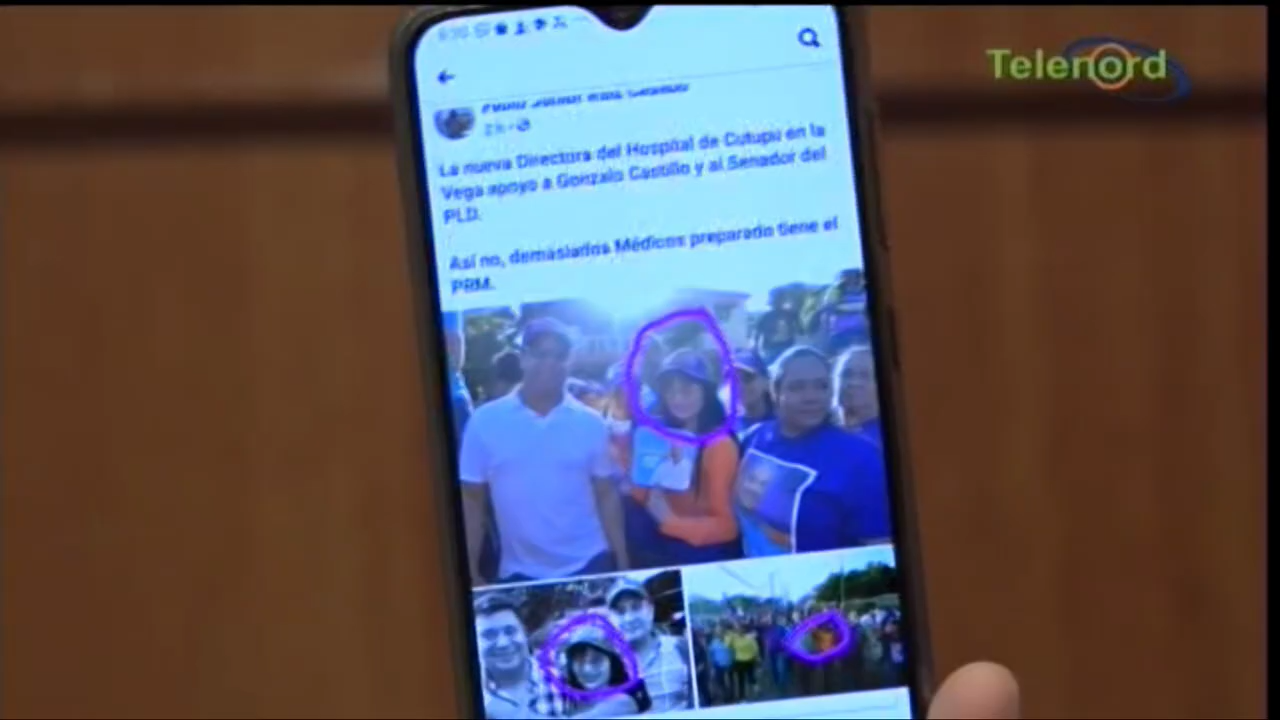 Telenord
La nueva Directora del Hospital de Cutupu en la
Vega apoyo a Gonzalo Castillo y al Senador del
PLD.
Así no, demasiados Médicos preparado tiene el
PRM.